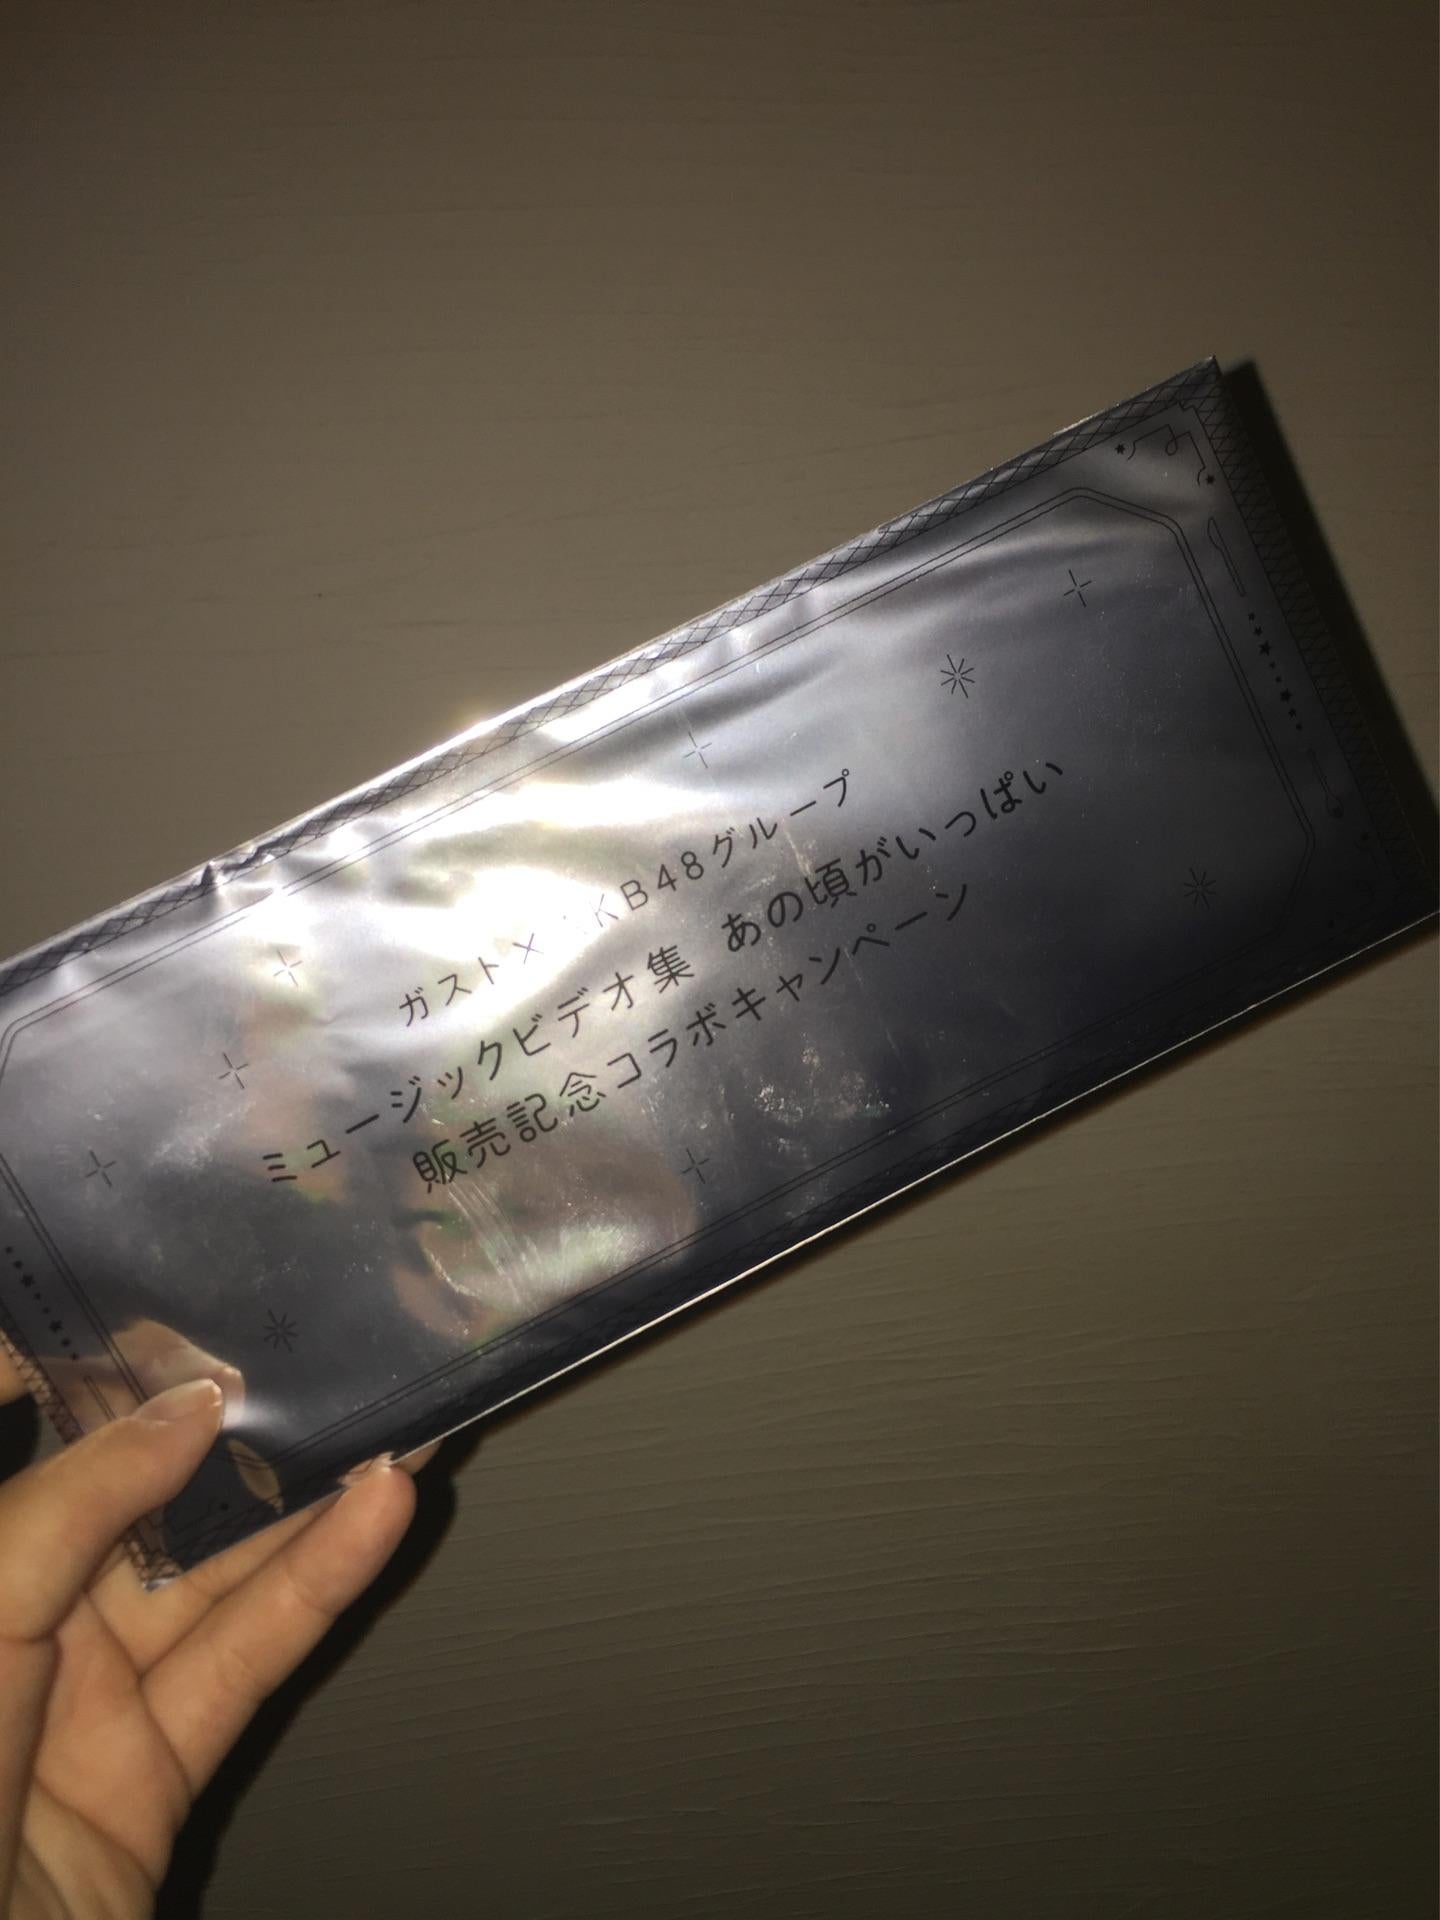 ガスト×AKB48グループ
ミュージックビデオ集 あの頃がいっぱい
販売記念コラボキャンペーン